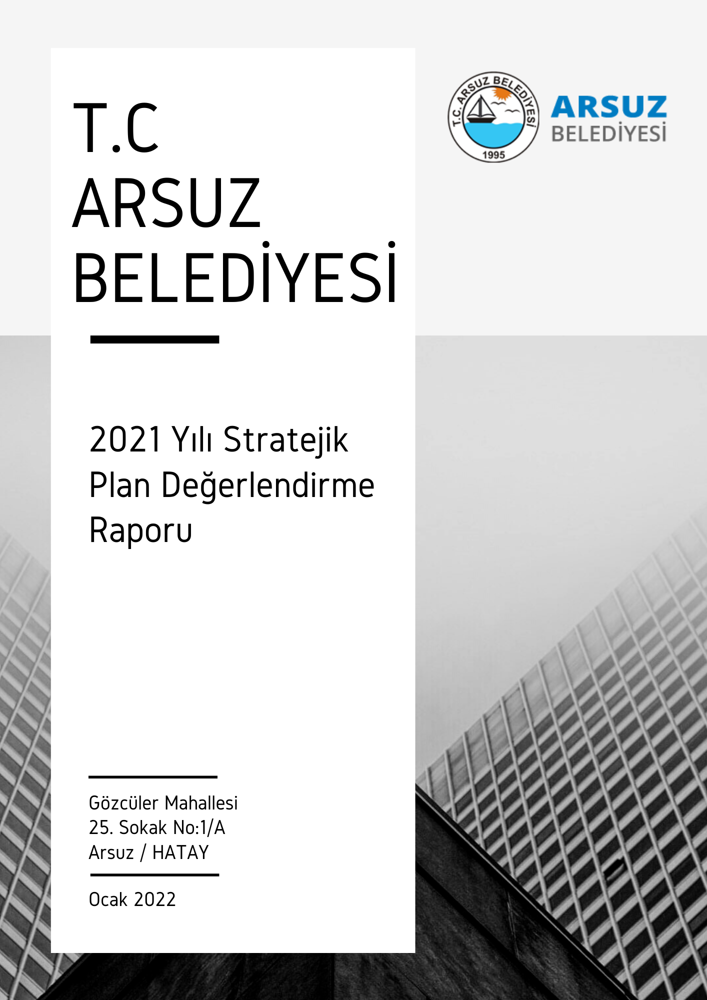 T.C
ARSUZ
BELEDİYESİ
T.C. ARSUZ BELEDİYESİ
1995
ARSUZ
BELEDİYESİ
2021 Yılı Stratejik
Plan Değerlendirme
Raporu
Gözcüler Mahallesi
25. Sokak No:1/A
Arsuz / HATAY
Ocak 2022